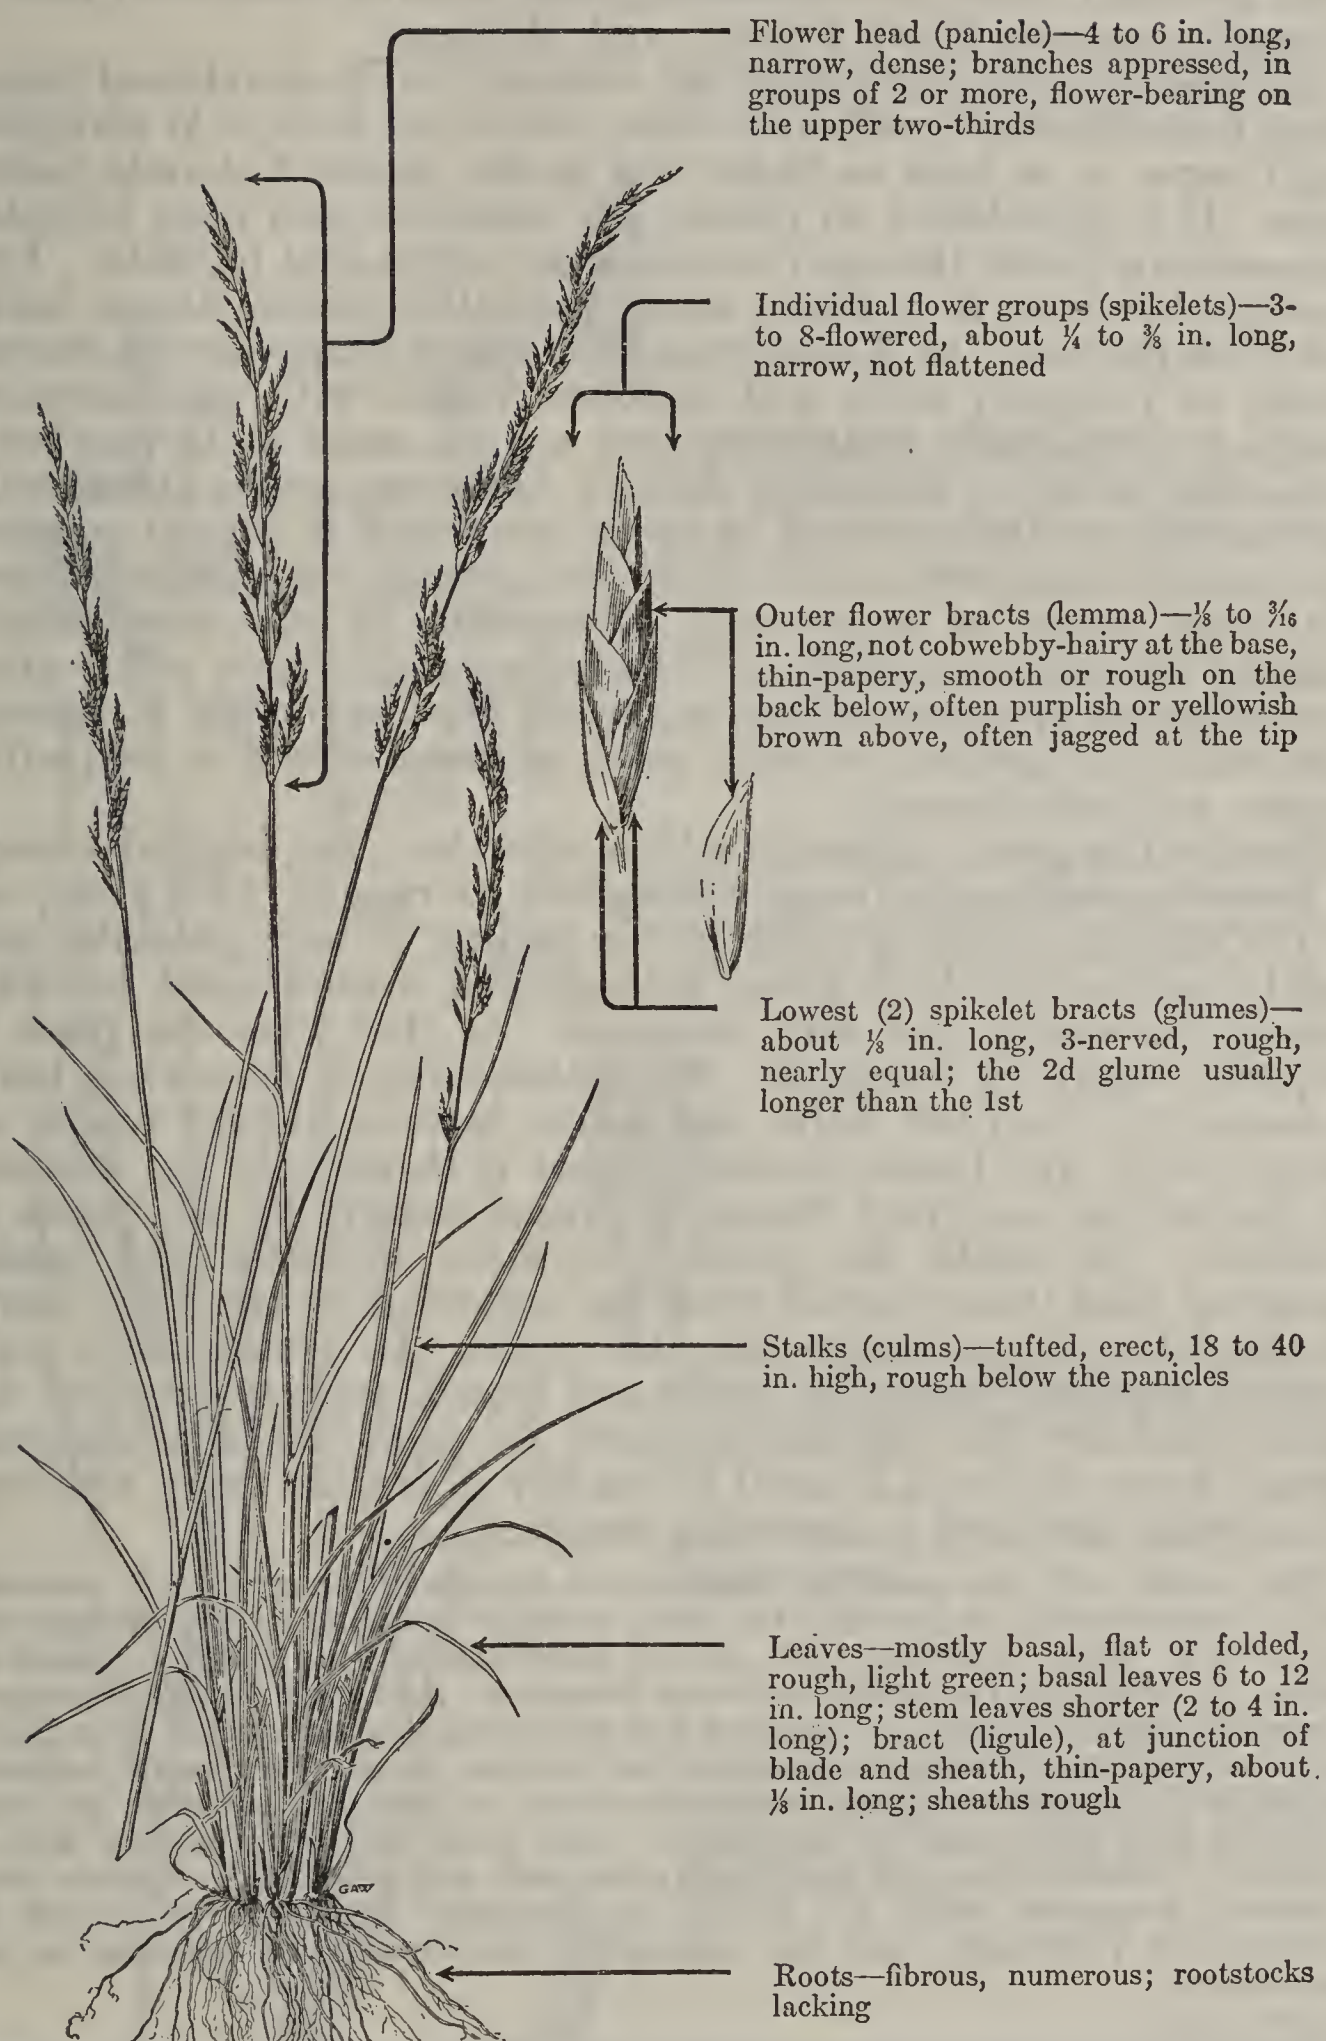 Flower head (panicle)—4 to 6 in. long,
narrow, dense; branches appressed, in
groups of 2 or more, flower-bearing on
the upper two-thirds
Individual flower groups (spikelets)—3-
to 8-flowered, about ¼ to ⅜ in. long,
narrow, not flattened
Outer flower bracts (lemma)—⅛ to 3⁄16
in. long, not cobwebby-hairy at the base,
thin-papery, smooth or rough on the
back below, often purplish or yellowish
brown above, often jagged at the tip
Lowest (2) spikelet bracts (glumes)—
about ⅛ in. long, 3-nerved, rough,
nearly equal; the 2d glume usually
longer than the 1st
Stalks (culms)—tufted, erect, 18 to 40
in. high, rough below the panicles
Leaves—mostly basal, flat or folded,
rough, light green; basal leaves 6 to 12
in. long; stem leaves shorter (2 to 4 in.
long); bract (ligule), at junction of
blade and sheath, thin-papery, about
⅛ in. long; sheaths rough
GAW
Roots—fibrous, numerous; rootstocks
lacking